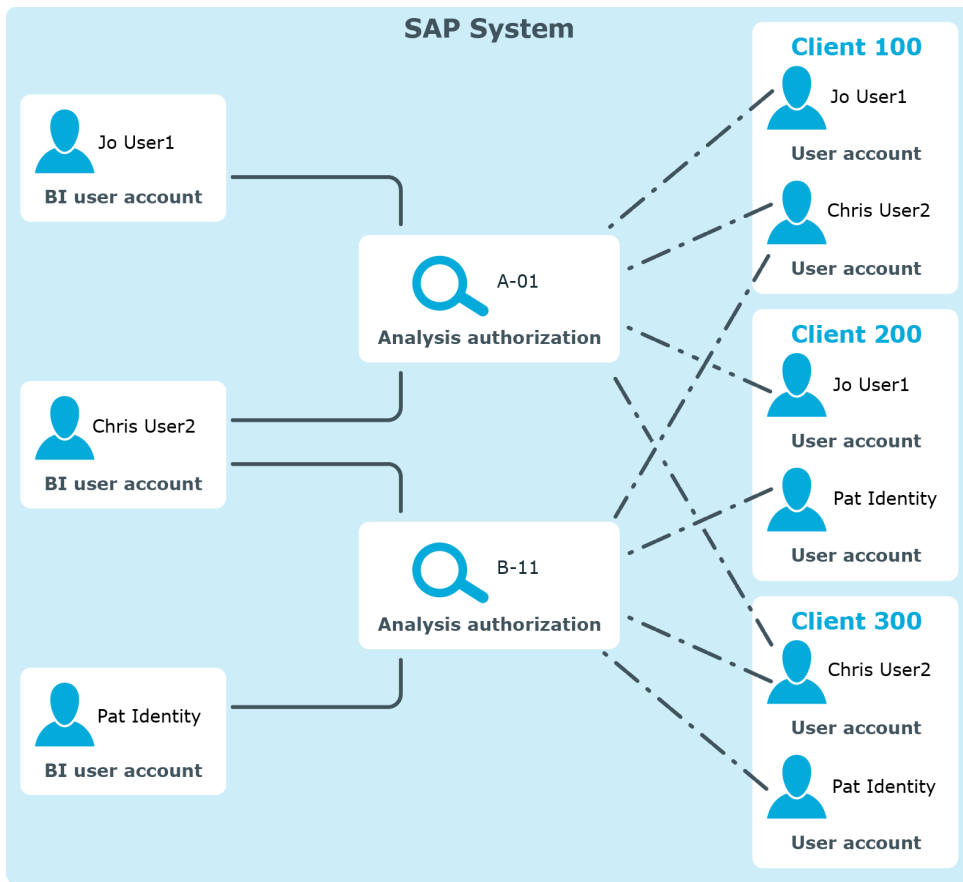 SAP System
Jo User1
BI user account
Chris User2
BI user account
Pat Identity
BI user account
A-01
Analysis authorization
B-11
Analysis authorization
Client 100
Jo User1
User account
Chris User2
User account
Client 200
Jo User1
User account
Pat Identity
User account
Client 300
Chris User2
User account
Pat Identity
User account